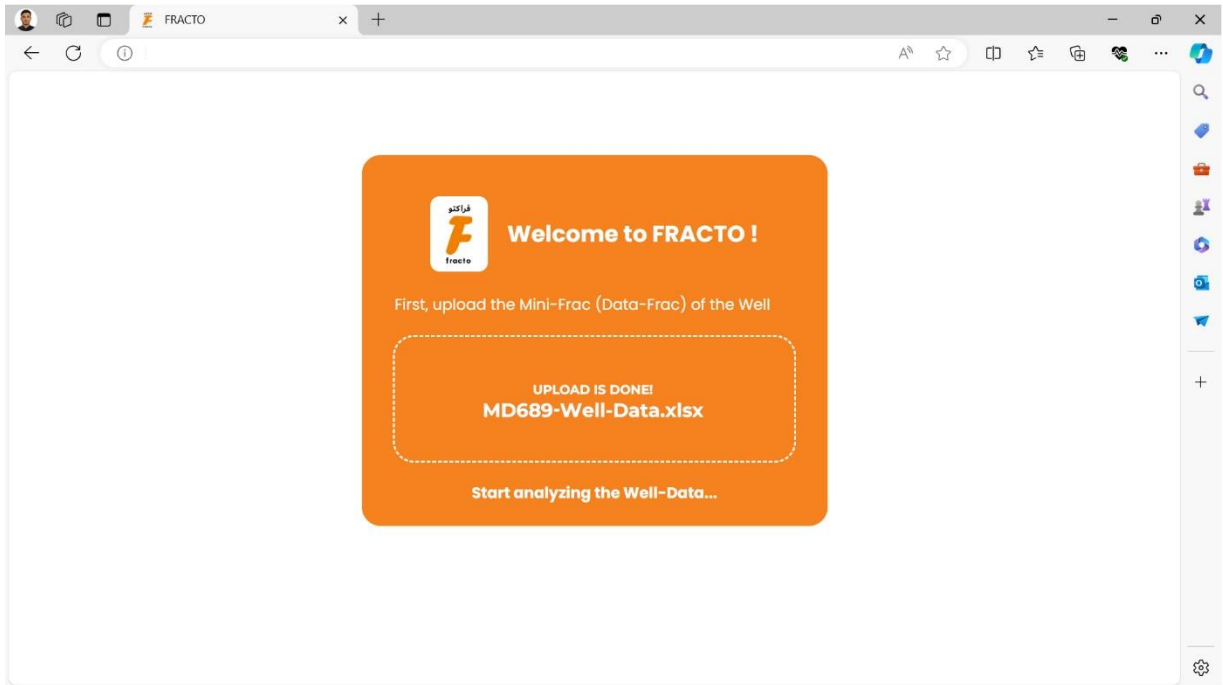 FRACTO
فراكتو
fracto
Welcome to FRACTO !
First, upload the Mini-Frac (Data-Frac) of the Well
UPLOAD IS DONE!
MD689-Well-Data.xlsx
Start analyzing the Well-Data...